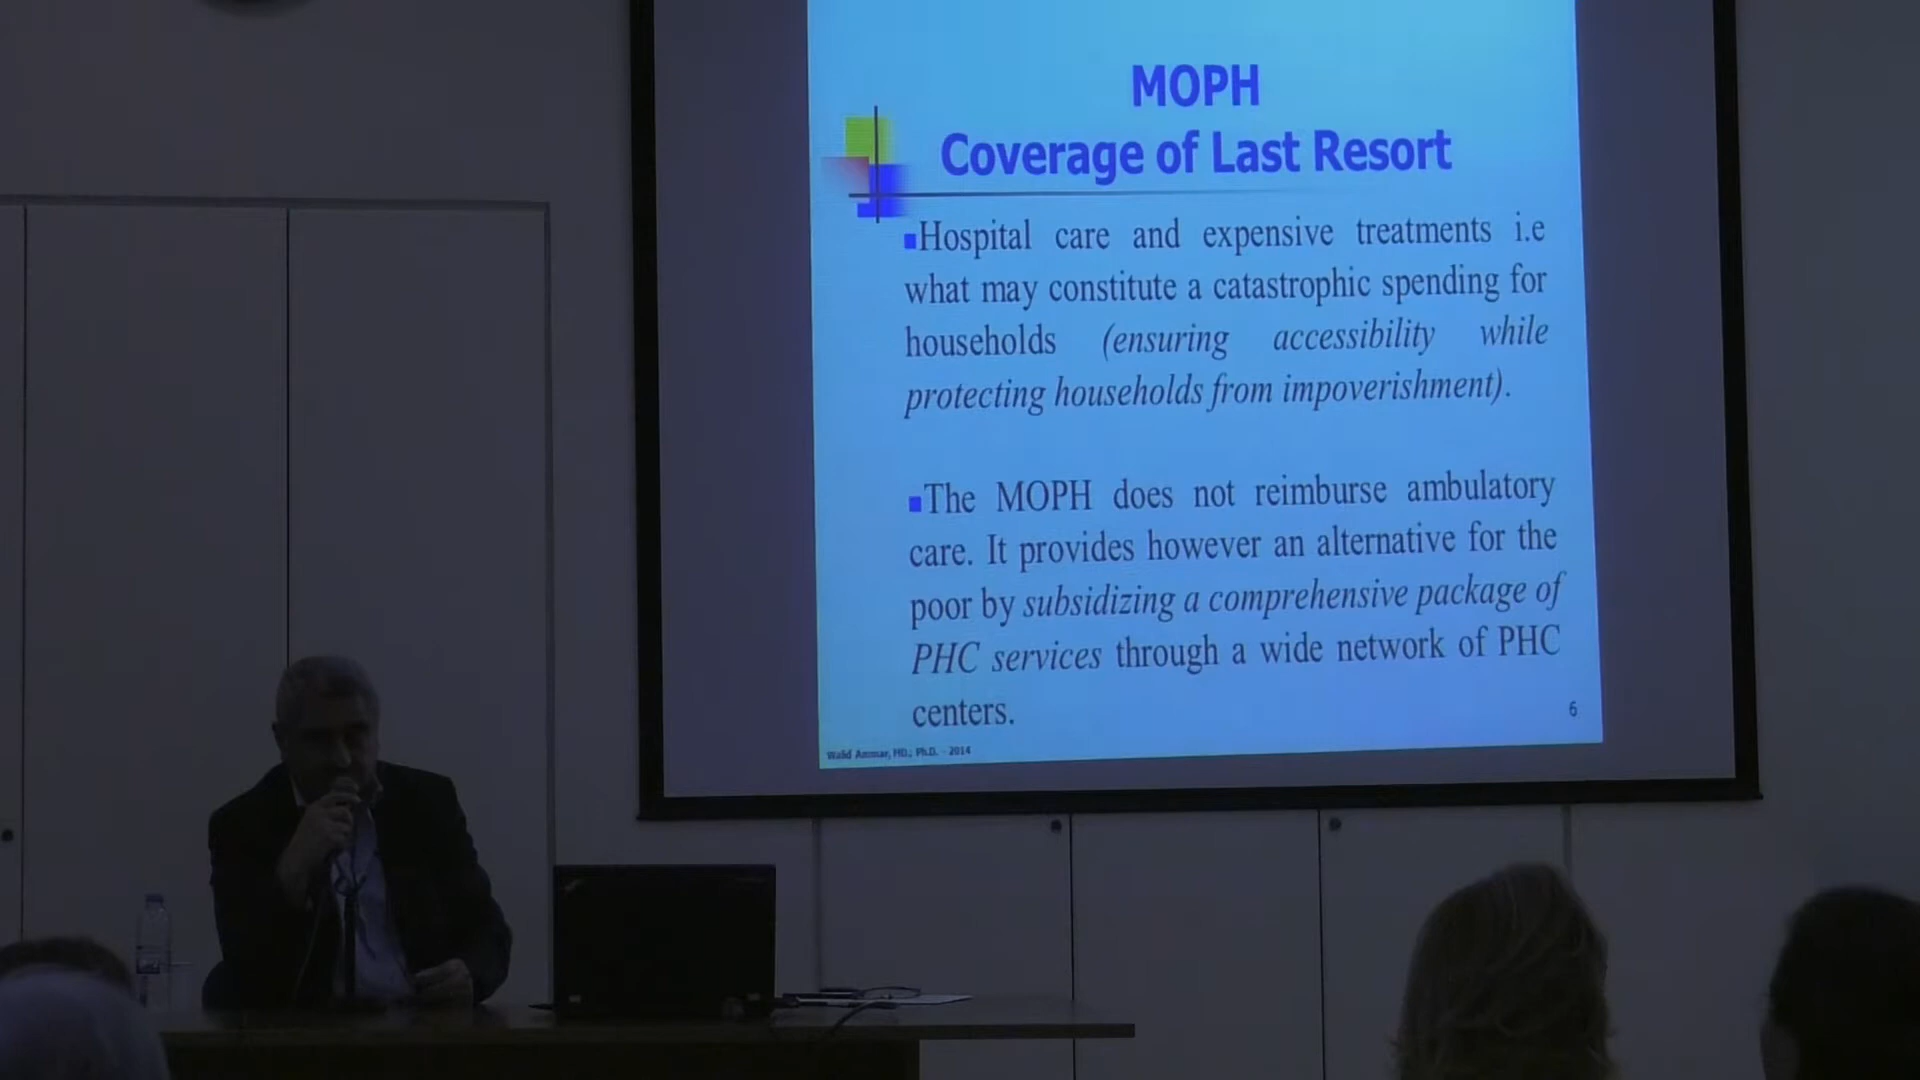 MOPH
Coverage of Last Resort
Hospital care and expensive treatments i.e
what may constitute a catastrophic spending for
households (ensuring accessibility while
protecting households from impoverishment).
The MOPH does not reimburse ambulatory
care. It provides however an alternative for the
poor by subsidizing a comprehensive package of
PHC services through a wide network of PHC
centers.
6
Walid Ammar, MD.; Ph.D. - 2014